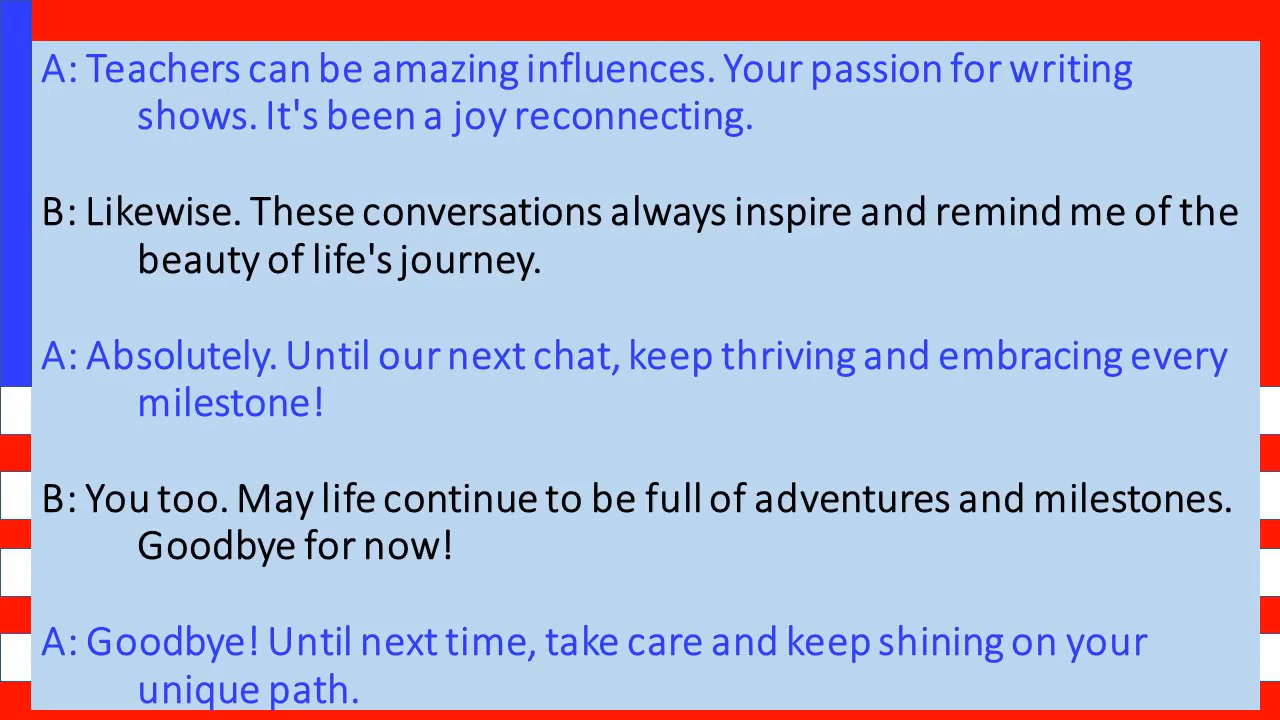 A: Teachers can be amazing influences. Your passion for writing
shows. It's been a joy reconnecting.
B: Likewise. These conversations always inspire and remind me of the
beauty of life's journey.
A: Absolutely. Until our next chat, keep thriving and embracing every
milestone!
B: You too. May life continue to be full of adventures and milestones.
Goodbye for now!
A: Goodbye! Until next time, take care and keep shining on your
unique path.